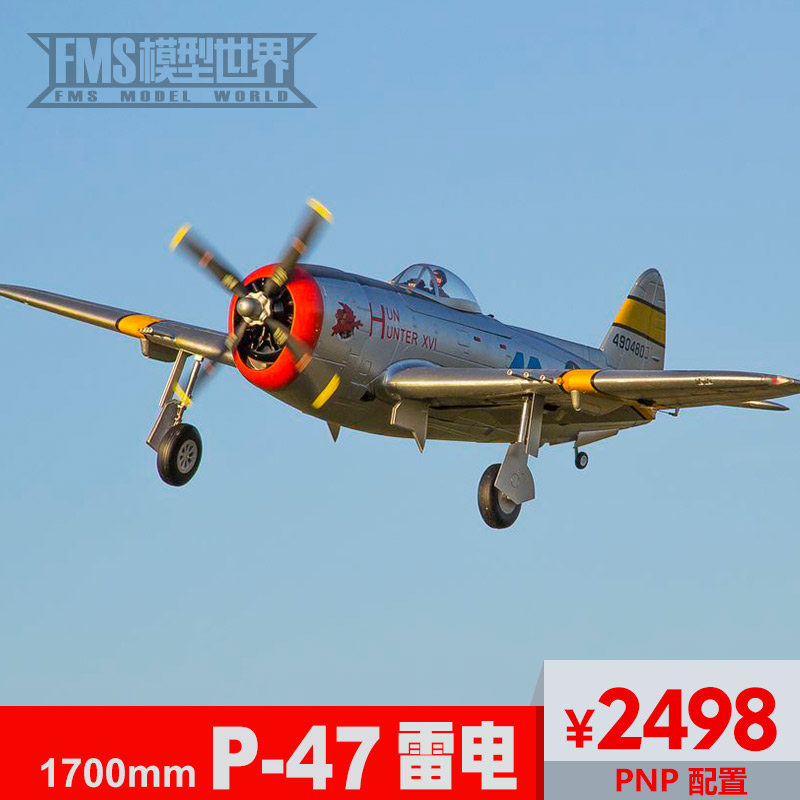 FMS模型世界
FMS MODEL WORLD
HUN
HUNTER XVI
490480
1700mm P-47 雷电
¥2498
PNP 配置